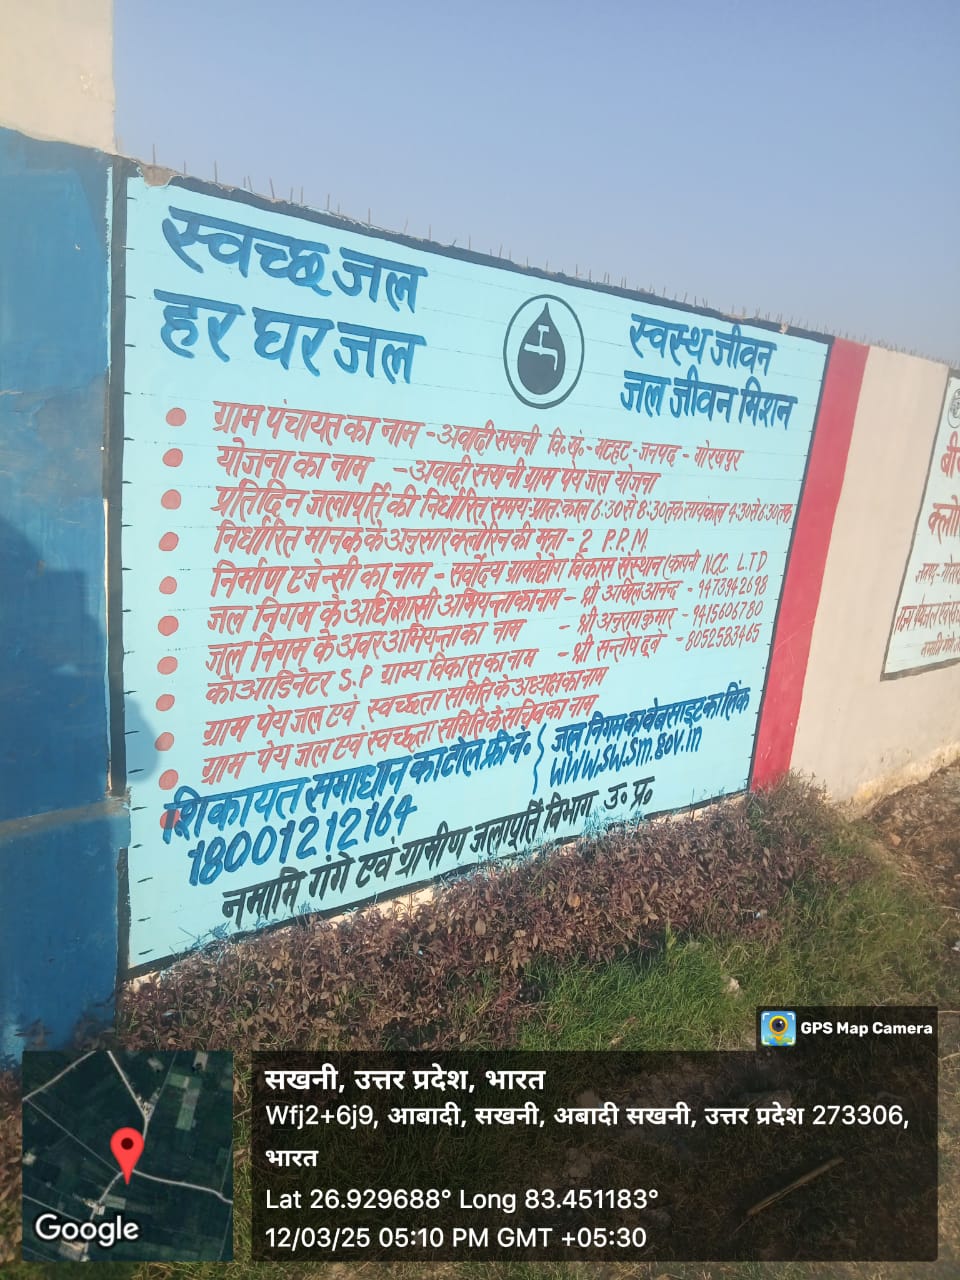 स्वच्छ जल
हर घर जल
स्वस्थ जीवन
जल जीवन मिशन
ग्राम पंचायत का नाम - अवादी सखनी वि.खं.- भटहट - जनपद - गोरखपुर
योजना का नाम - अवादी सखनी ग्राम पेय जल योजना
प्रतिदिन जलापूर्ति की निर्धारित समय-प्रातः काल 6:30 से 8:30 तक सायंकाल 4:30 से 6:30 तक
निर्धारित मानक के अनुसार क्लोरिन की मत्रा - 2 P.P.M.
निर्माण एजेन्सी का नाम - सर्वोदय ग्रामोद्योग विकास संस्थान (कम्पनी NCC LTD
जल निगम के अधिशासी अभियन्ता का नाम - श्री अखिल आनन्द - 9473942698
जल निगम के अवर अभियन्ता का नाम - श्री अनुराग कुमार - 9415606780
कोआडिनेटर S.P ग्राम्य विकास का नाम - श्री सन्तोष दूबे - 8052583465
ग्राम पेय जल एवं स्वच्छता समिति के अध्यक्ष का नाम
ग्राम पेय जल एवं स्वच्छता समिति के सचिव का नाम
शिकायत समाधान का टोल फ्री नं.
18001212164
जल निगम का वेबसाइट का लिंक
WWW.SwSm.gov.in
नमामि गंगे एवं ग्रामीण जलापूर्ति विभाग उ० प्र०
क्लो
GPS Map Camera
सखनी, उत्तर प्रदेश, भारत
Wfj2+6j9, आबादी, सखनी, अबादी सखनी, उत्तर प्रदेश 273306,
भारत
Lat 26.929688° Long 83.451183°
12/03/25 05:10 PM GMT +05:30
Google